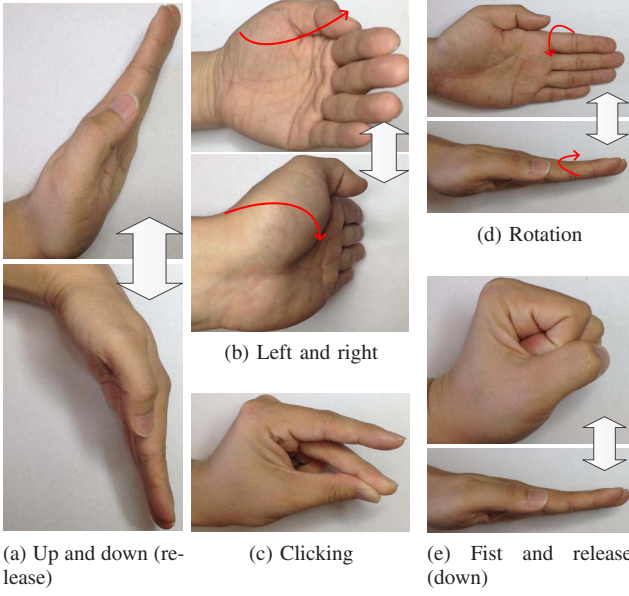 (d) Rotation
(b) Left and right
(a) Up and down (re-
lease)
(c) Clicking
(e) Fist and release
(down)